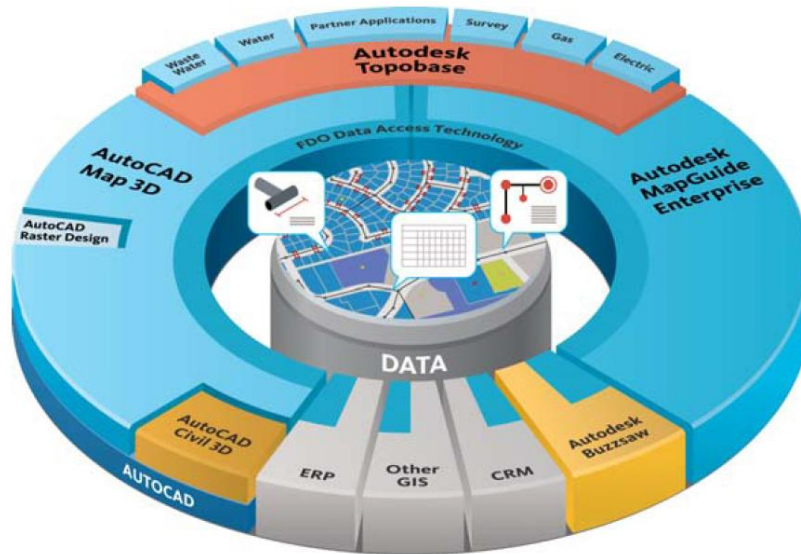 Waste
Water
Water
Partner Applications
Survey
Gas
Electric
Autodesk
Topobase
FDO Data Access Technology
AutoCAD
Map 3D
Autodesk
MapGuide
Enterprise
AutoCAD
Raster Design
DATA
AutoCAD
Civil 3D
ERP
Other
GIS
CRM
Autodesk
Buzzsaw
AUTOCAD